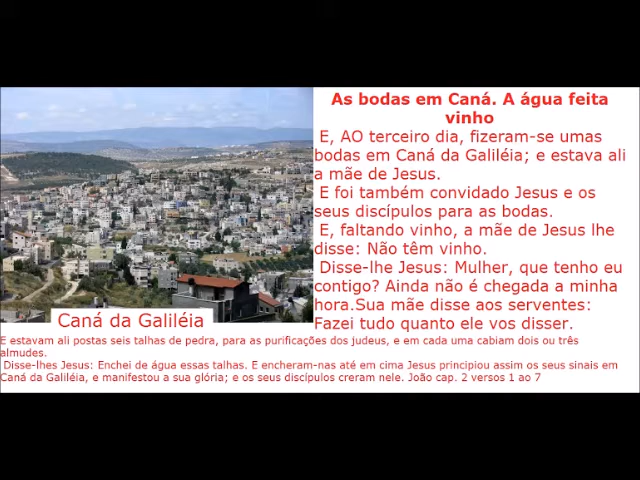 As bodas em Caná. A água feita
vinho
E, AO terceiro dia, fizeram-se umas
bodas em Caná da Galiléia; e estava ali
a mãe de Jesus.
E foi também convidado Jesus e os
seus discípulos para as bodas.
E, faltando vinho, a mãe de Jesus lhe
disse: Não têm vinho.
Disse-lhe Jesus: Mulher, que tenho eu
contigo? Ainda não é chegada a minha
hora.Sua mãe disse aos serventes:
Fazei tudo quanto ele vos disser.
Caná da Galiléia
E estavam ali postas seis talhas de pedra, para as purificações dos judeus, e em cada uma cabiam dois ou três
almudes.
Disse-lhes Jesus: Enchei de água essas talhas. E encheram-nas até em cima Jesus principiou assim os seus sinais em
Caná da Galiléia, e manifestou a sua glória; e os seus discípulos creram nele. João cap. 2 versos 1 ao 7